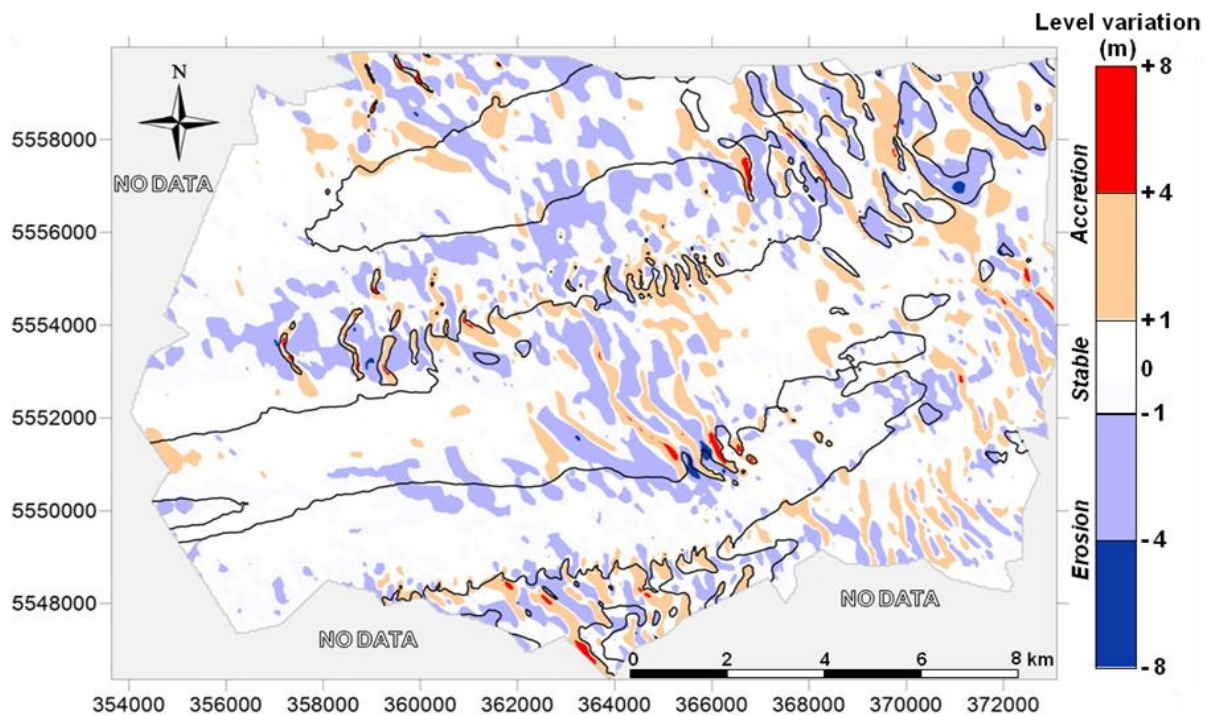 Level variation
(m)
N
+8
5558000
NO DATA
+4
Accretion
5556000
5554000
+1
Stable
0
-1
5552000
5550000
-4
Erosion
5548000
NO DATA
NO DATA
0 2 4 6 8 km
-8
354000 356000 358000 360000 362000 364000 366000 368000 370000 372000